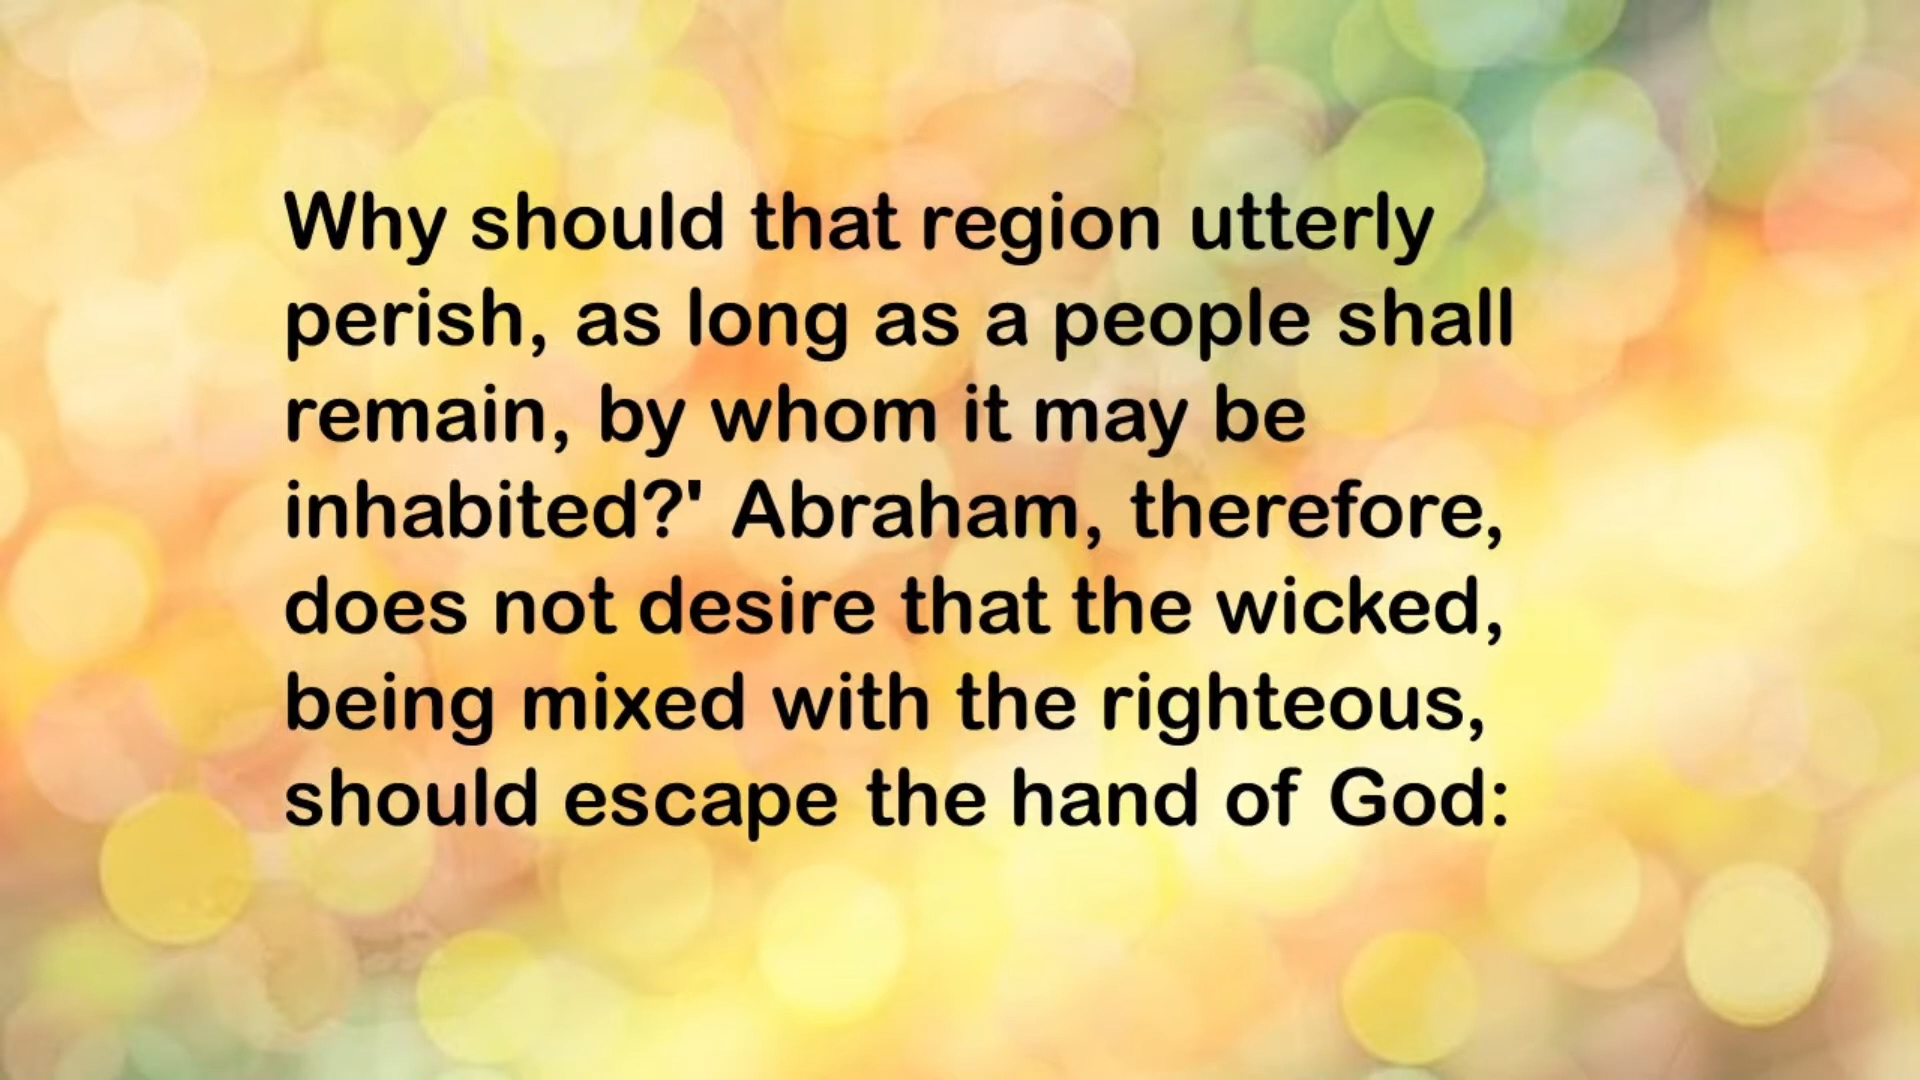 Why should that region utterly
perish, as long as a people shall
remain, by whom it may be
inhabited?' Abraham, therefore,
does not desire that the wicked,
being mixed with the righteous,
should escape the hand of God: